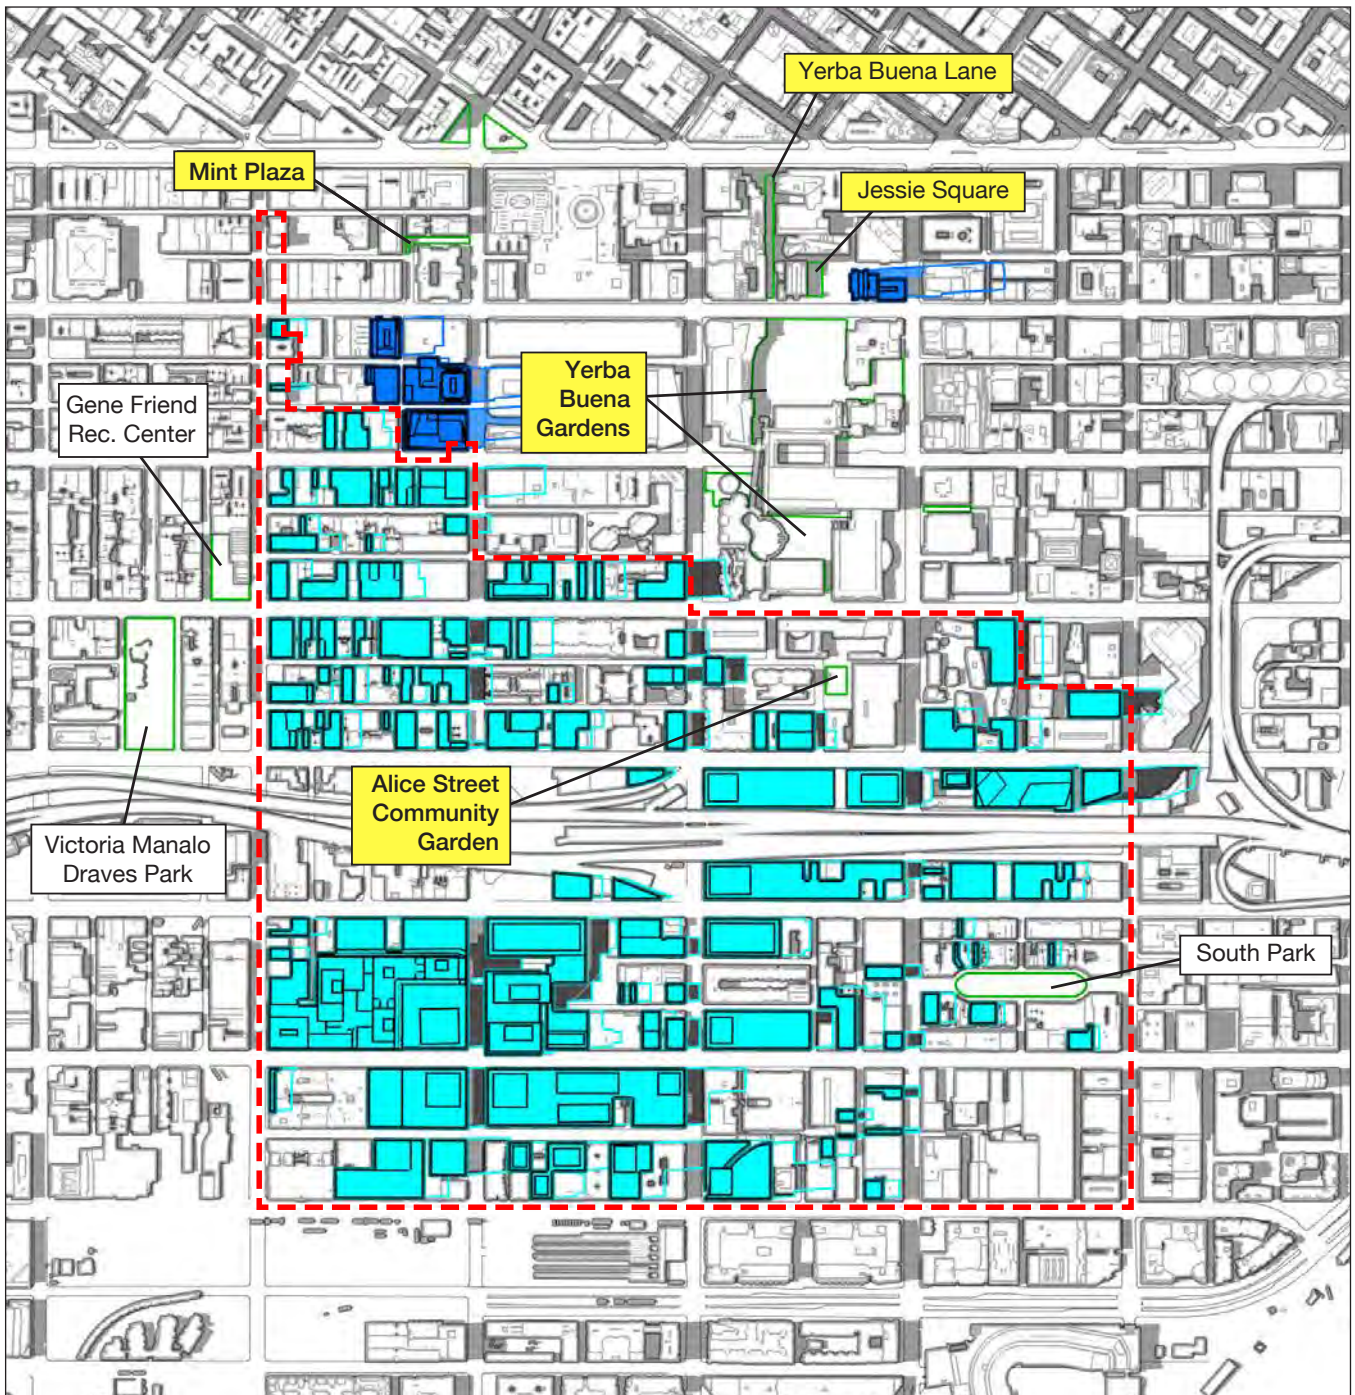 Yerba Buena Lane
Mint Plaza
Jessie Square
Yerba
Buena
Gardens
Gene Friend
Rec. Center
Alice Street
Community
Garden
Victoria Manalo
Draves Park
South Park